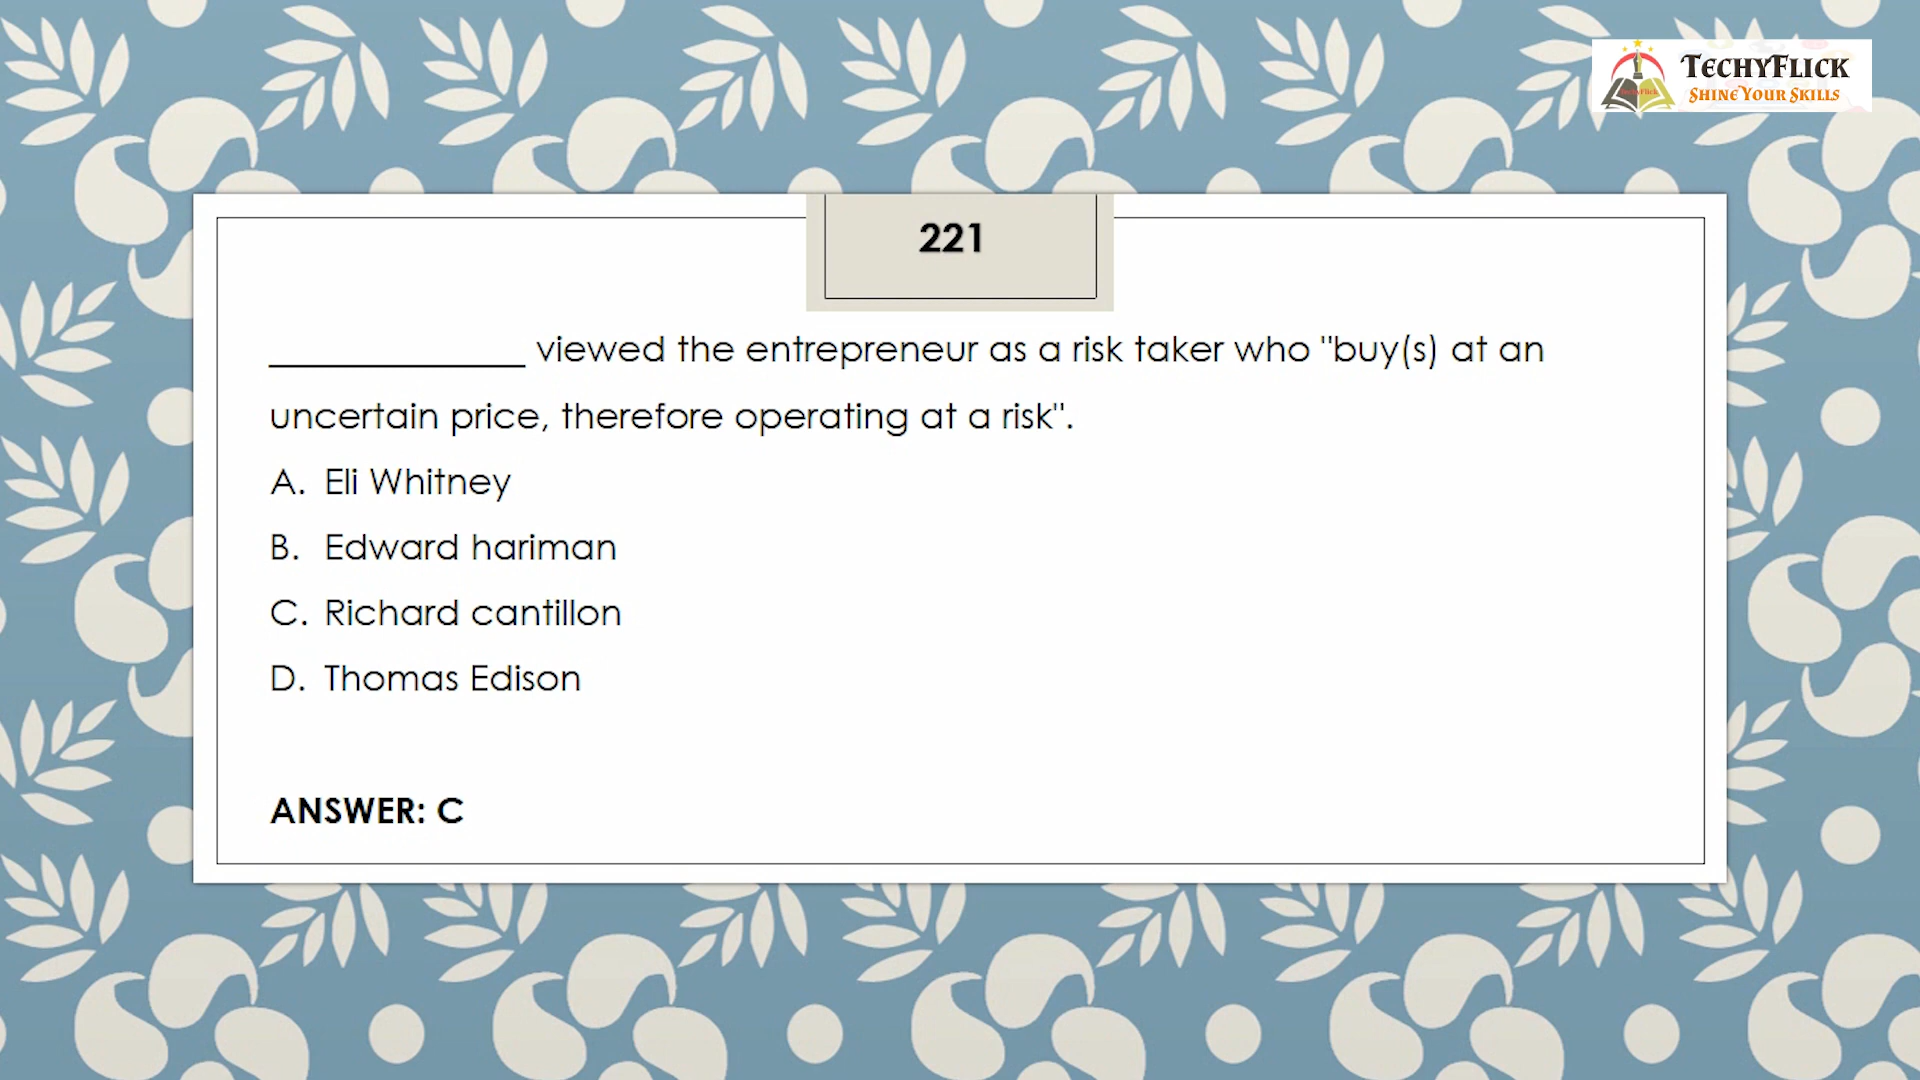 TECHYFLICK
SHINE YOUR SKILLS
221
______________ viewed the entrepreneur as a risk taker who "buy(s) at an
uncertain price, therefore operating at a risk".
A. Eli Whitney
B. Edward hariman
C. Richard cantillon
D. Thomas Edison
ANSWER: C